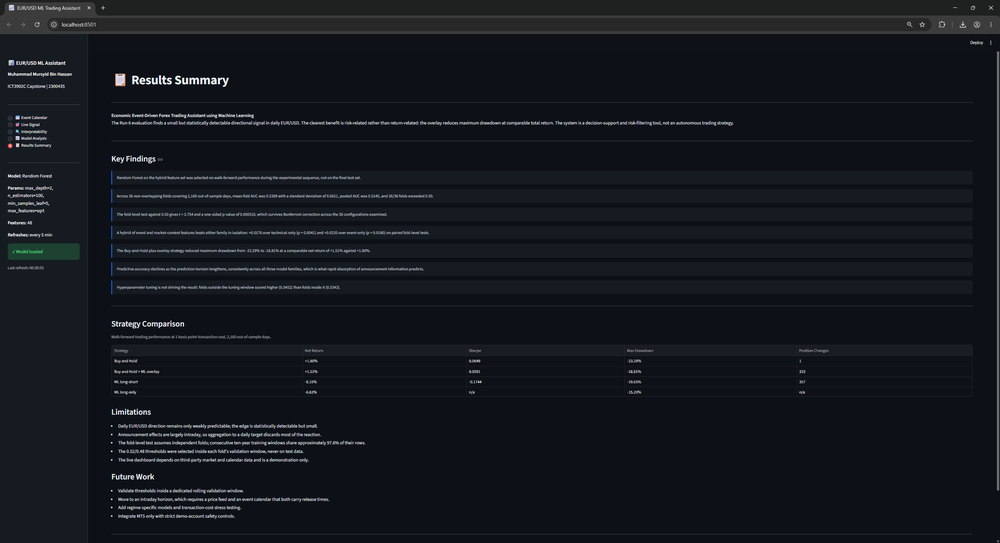 EUR/USD ML Trading Assistant
localhost:8501
Deploy
EUR/USD ML Assistant
Muhammad Mursyid Bin Hassan
ICT3902C Capstone | 2300435
Event Calendar
Live Signal
Interpretability
Model Analysis
Results Summary
Model: Random Forest
Params: max_depth=2,
n_estimators=100,
min_samples_leaf=5,
max_features=sqrt
Features: 48
Refreshes: every 5 min
✓ Model loaded
Last refresh: 00:30:55
Results Summary
Economic Event-Driven Forex Trading Assistant using Machine Learning
The Run 6 evaluation finds a small but statistically detectable directional signal in daily EUR/USD. The clearest benefit is risk-related rather than return-related: the overlay reduces maximum drawdown at comparable total return. The system is a decision-support and risk-filtering tool, not an autonomous trading strategy.
Key Findings
Random Forest on the hybrid feature set was selected on walk-forward performance during the experimental sequence, not on the final test set.
Across 36 non-overlapping folds covering 2,160 out-of-sample days, mean fold AUC was 0.5389 with a standard deviation of 0.0621, pooled AUC was 0.5145, and 26/36 folds exceeded 0.50.
The fold-level test against 0.50 gives t = 3.754 and a one-sided p-value of 0.000316, which survives Bonferroni correction across the 30 configurations examined.
A hybrid of event and market-context features beats either family in isolation: +0.0176 over technical-only (p = 0.0041) and +0.0235 over event-only (p = 0.0180) on paired fold-level tests.
The Buy-and-Hold plus overlay strategy reduced maximum drawdown from -23.29% to -18.81% at a comparable net return of +1.51% against +1.80%.
Predictive accuracy declines as the prediction horizon lengthens, consistently across all three model families, which is what rapid absorption of announcement information predicts.
Hyperparameter tuning is not driving the result: folds outside the tuning window scored higher (0.5452) than folds inside it (0.5343).
Strategy Comparison
Walk-forward trading performance at 1 basis point transaction cost, 2,160 out-of-sample days.
Strategy Net Return Sharpe Max Drawdown Position Changes
Buy and Hold +1.80% 0.0649 -23.29% 1
Buy and Hold + ML overlay +1.51% 0.0591 -18.81% 333
ML long-short -8.10% -0.1744 -19.65% 357
ML long-only -6.63% n/a -15.20% n/a
Limitations
• Daily EUR/USD direction remains only weakly predictable; the edge is statistically detectable but small.
• Announcement effects are largely intraday, so aggregation to a daily target discards most of the reaction.
• The fold-level test assumes independent folds; consecutive ten-year training windows share approximately 97.6% of their rows.
• The 0.52/0.48 thresholds were selected inside each fold's validation window, never on test data.
• The live dashboard depends on third-party market and calendar data and is a demonstration only.
Future Work
• Validate thresholds inside a dedicated rolling validation window.
• Move to an intraday horizon, which requires a price feed and an event calendar that both carry release times.
• Add regime-specific models and transaction-cost stress testing.
• Integrate MT5 only with strict demo-account safety controls.